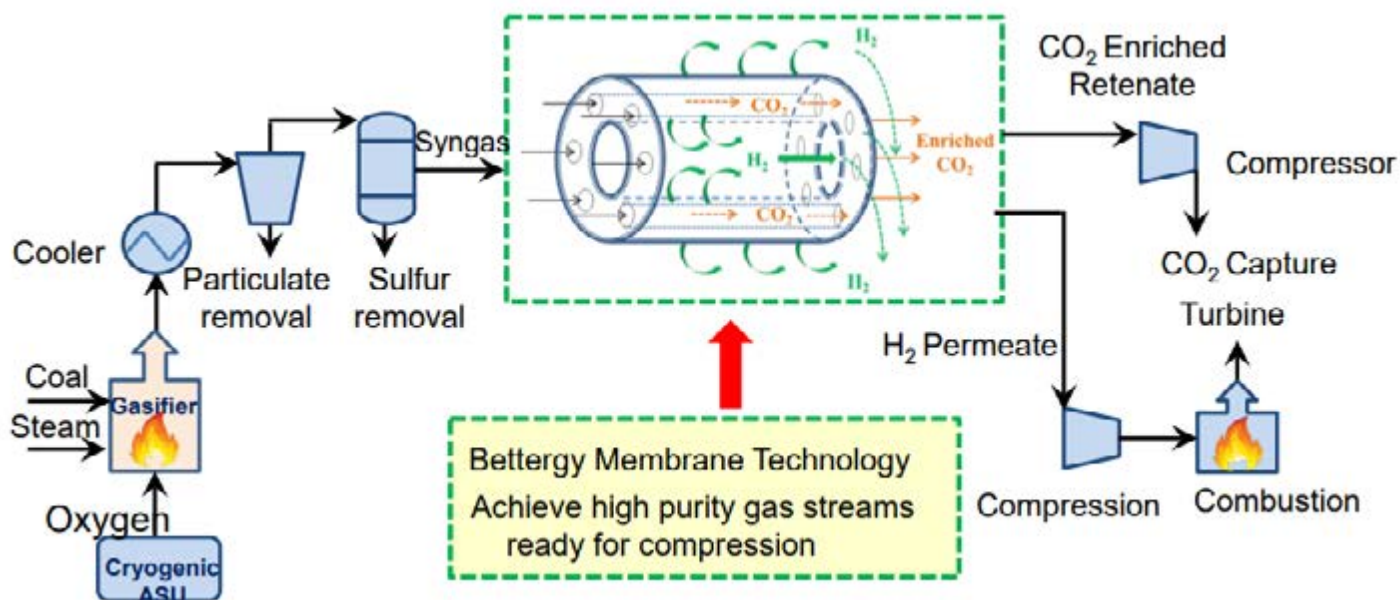 Coal
Steam
Gasifier
Oxygen
Cryogenic
ASU
Cooler
Particulate
removal
Sulfur
removal
Syngas
H₂
CO₂
H₂
CO₂
Enriched
CO₂
H₂
CO₂ Enriched
Retenate
Compressor
CO₂ Capture
Turbine
H₂ Permeate
Compression
Combustion
Bettergy Membrane Technology
Achieve high purity gas streams
ready for compression